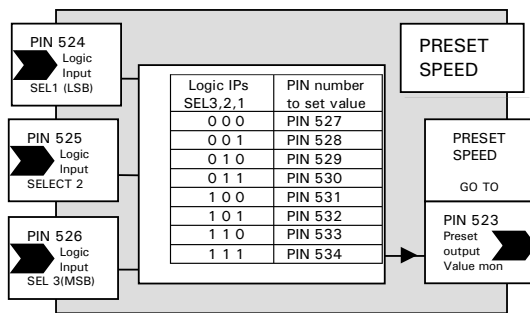 PIN 524
Logic
Input
SEL1 (LSB)
PIN 525
Logic
Input
SELECT 2
PIN 526
Logic
Input
SEL 3(MSB)
Logic IPs PIN number
SEL3,2,1 to set value
0 0 0 PIN 527
0 0 1 PIN 528
0 1 0 PIN 529
0 1 1 PIN 530
1 0 0 PIN 531
1 0 1 PIN 532
1 1 0 PIN 533
1 1 1 PIN 534
PRESET
SPEED
PRESET
SPEED
GO TO
PIN 523
Preset
output
Value mon